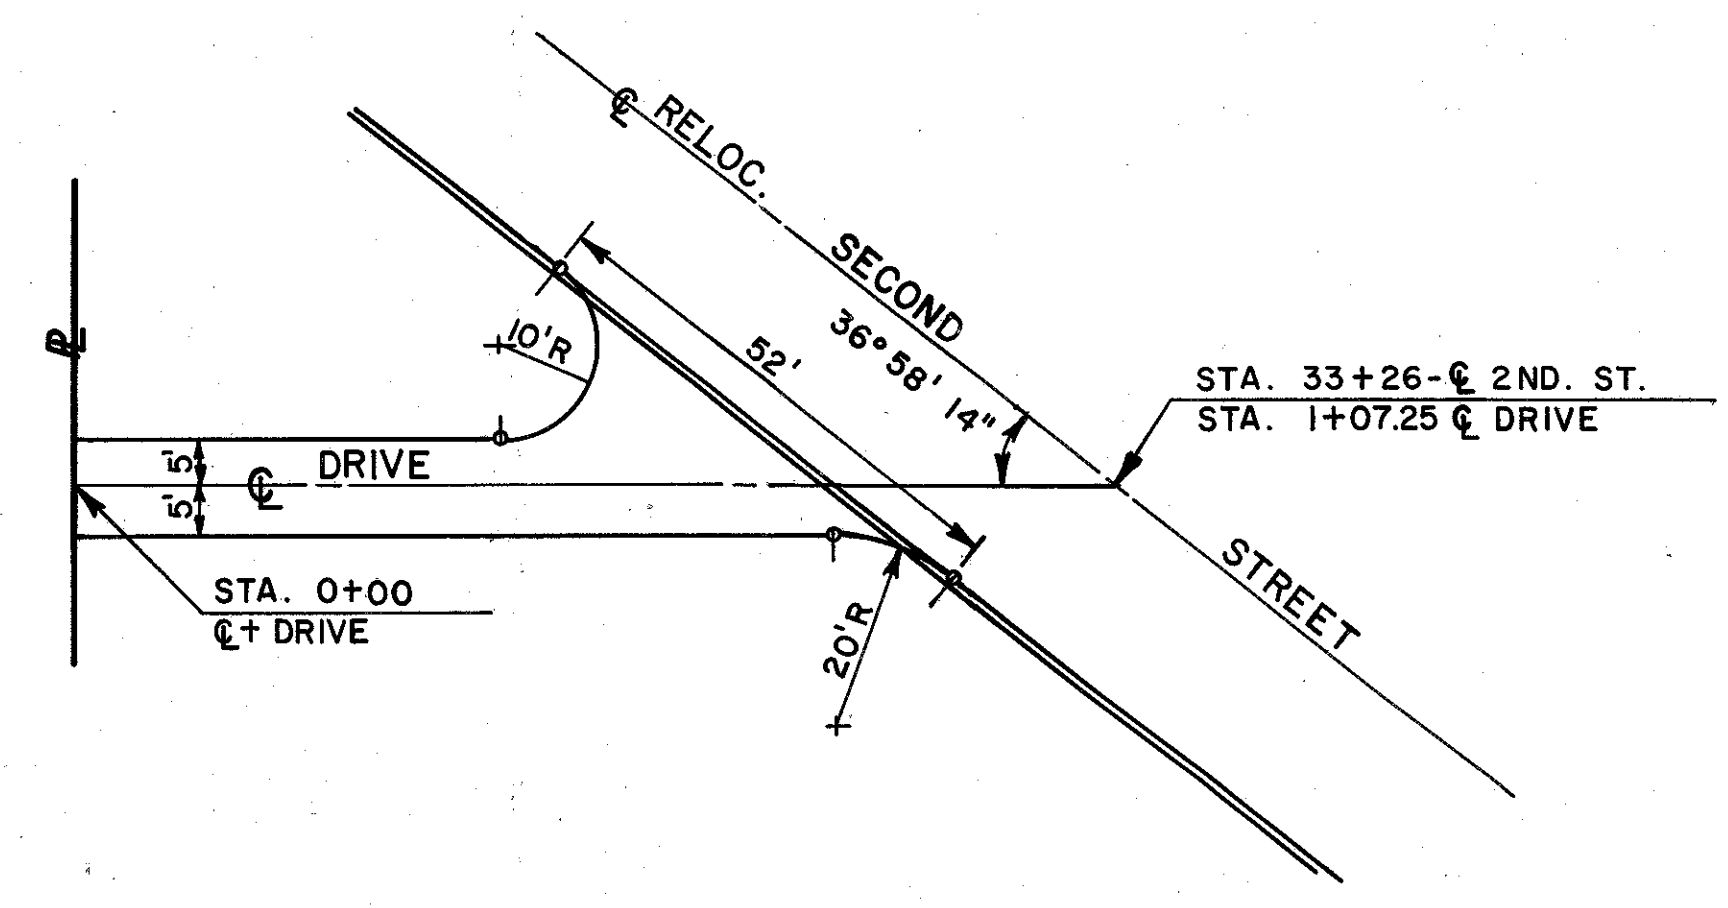 ℄ RELOC. SECOND STREET
36° 58' 14"
52'
10'R
℄ DRIVE
5'
5'
20'R
STA. 33+26-℄ 2ND. ST.
STA. 1+07.25 ℄ DRIVE
STA. 0+00
℄+ DRIVE